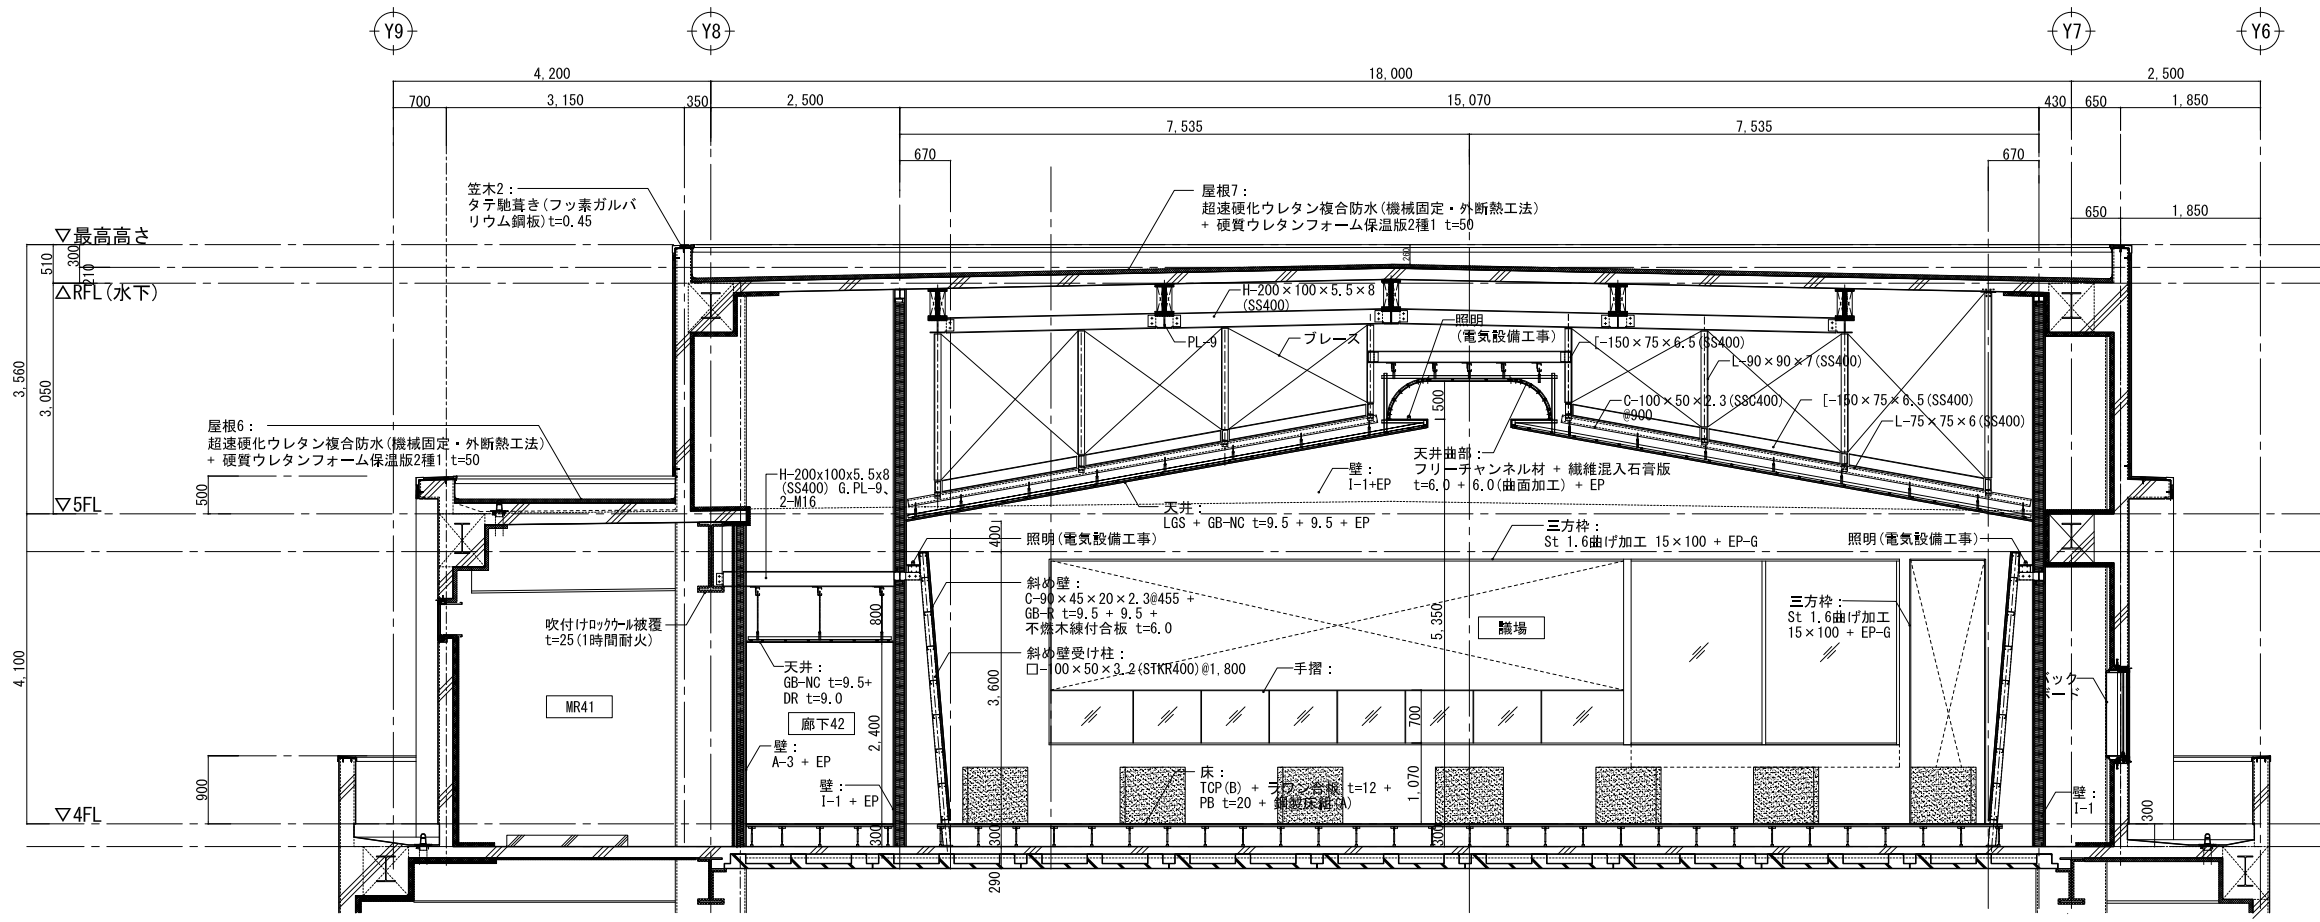 Y9
Y8
Y7
Y6
4,200
18,000
2,500
700
3,150
350
2,500
15,070
430
650
1,850
7,535
7,535
670
670
650
1,850
笠木2:
タテ馳葺き(フッ素ガルバ
リウム鋼板)t=0.45
屋根7:
超速硬化ウレタン複合防水(機械固定・外断熱工法)
+ 硬質ウレタンフォーム保温版2種1 t=50
▽最高高さ
510
300
210
260
△RFL(水下)
H-200×100×5.5×8
(SS400)
PL-9
ブレース
照明
(電気設備工事)
[-150×75×6.5(SS400)
L-90×90×7(SS400)
C-100×50×2.3(SSC400)
@900
[-150×75×6.5(SS400)
L-75×75×6(SS400)
3,560
3,050
500
屋根6:
超速硬化ウレタン複合防水(機械固定・外断熱工法)
+ 硬質ウレタンフォーム保温版2種1 t=50
H-200x100x5.5x8
(SS400) G.PL-9、
2-M16
壁:
I-1+EP
天井曲部:
フリーチャンネル材 + 繊維混入石膏版
t=6.0 + 6.0(曲面加工) + EP
500
▽5FL
天井:
LGS + GB-NC t=9.5 + 9.5 + EP
400
照明(電気設備工事)
三方枠:
St 1.6曲げ加工 15×100 + EP-G
照明(電気設備工事)
斜め壁:
C-90×45×20×2.3@455 +
GB-R t=9.5 + 9.5 +
不燃木練付合板 t=6.0
斜め壁受け柱:
□-100×50×3.2(STKR400)@1,800
手摺:
議場
三方枠:
St 1.6曲げ加工
15×100 + EP-G
吹付けロックウール被覆
t=25(1時間耐火)
800
天井:
GB-NC t=9.5+
DR t=9.0
4,100
3,600
5,350
MR41
廊下42
2,400
700
バック
ボード
壁:
A-3 + EP
壁:
I-1 + EP
床:
TCP(B) + ラワン合板 t=12 +
PB t=20 + 鋼製床組(A)
1,070
900
▽4FL
壁:
I-1
300
300
300
300
290